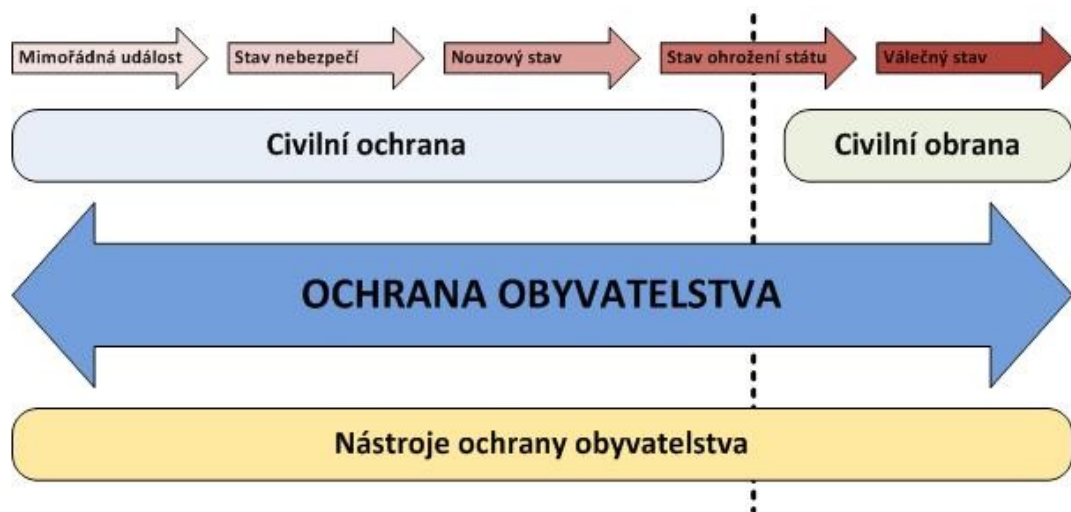 Mimořádná událost
Stav nebezpečí
Nouzový stav
Stav ohrožení státu
Válečný stav
Civilní ochrana
Civilní obrana
OCHRANA OBYVATELSTVA
Nástroje ochrany obyvatelstva